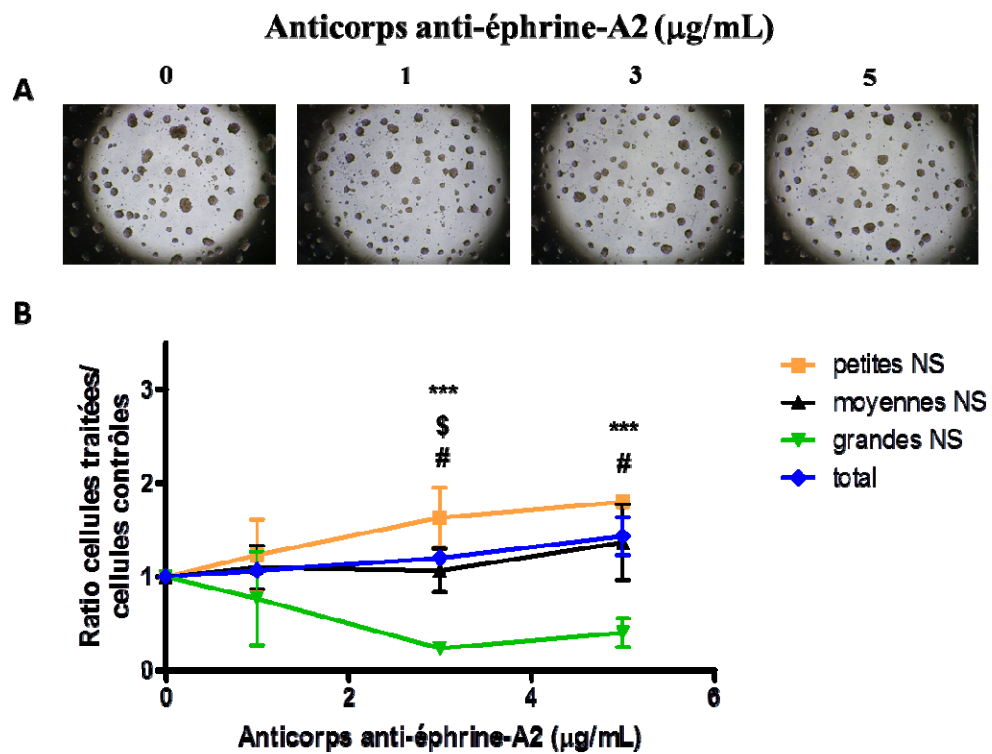 Anticorps anti-éphrine-A2 (µg/mL)
0 1 3 5
A
B
Ratio cellules traitées/
cellules contrôles
3
2
1
0
***
$
#
***
#
petites NS
moyennes NS
grandes NS
total
0 2 4 6
Anticorps anti-éphrine-A2 (µg/mL)